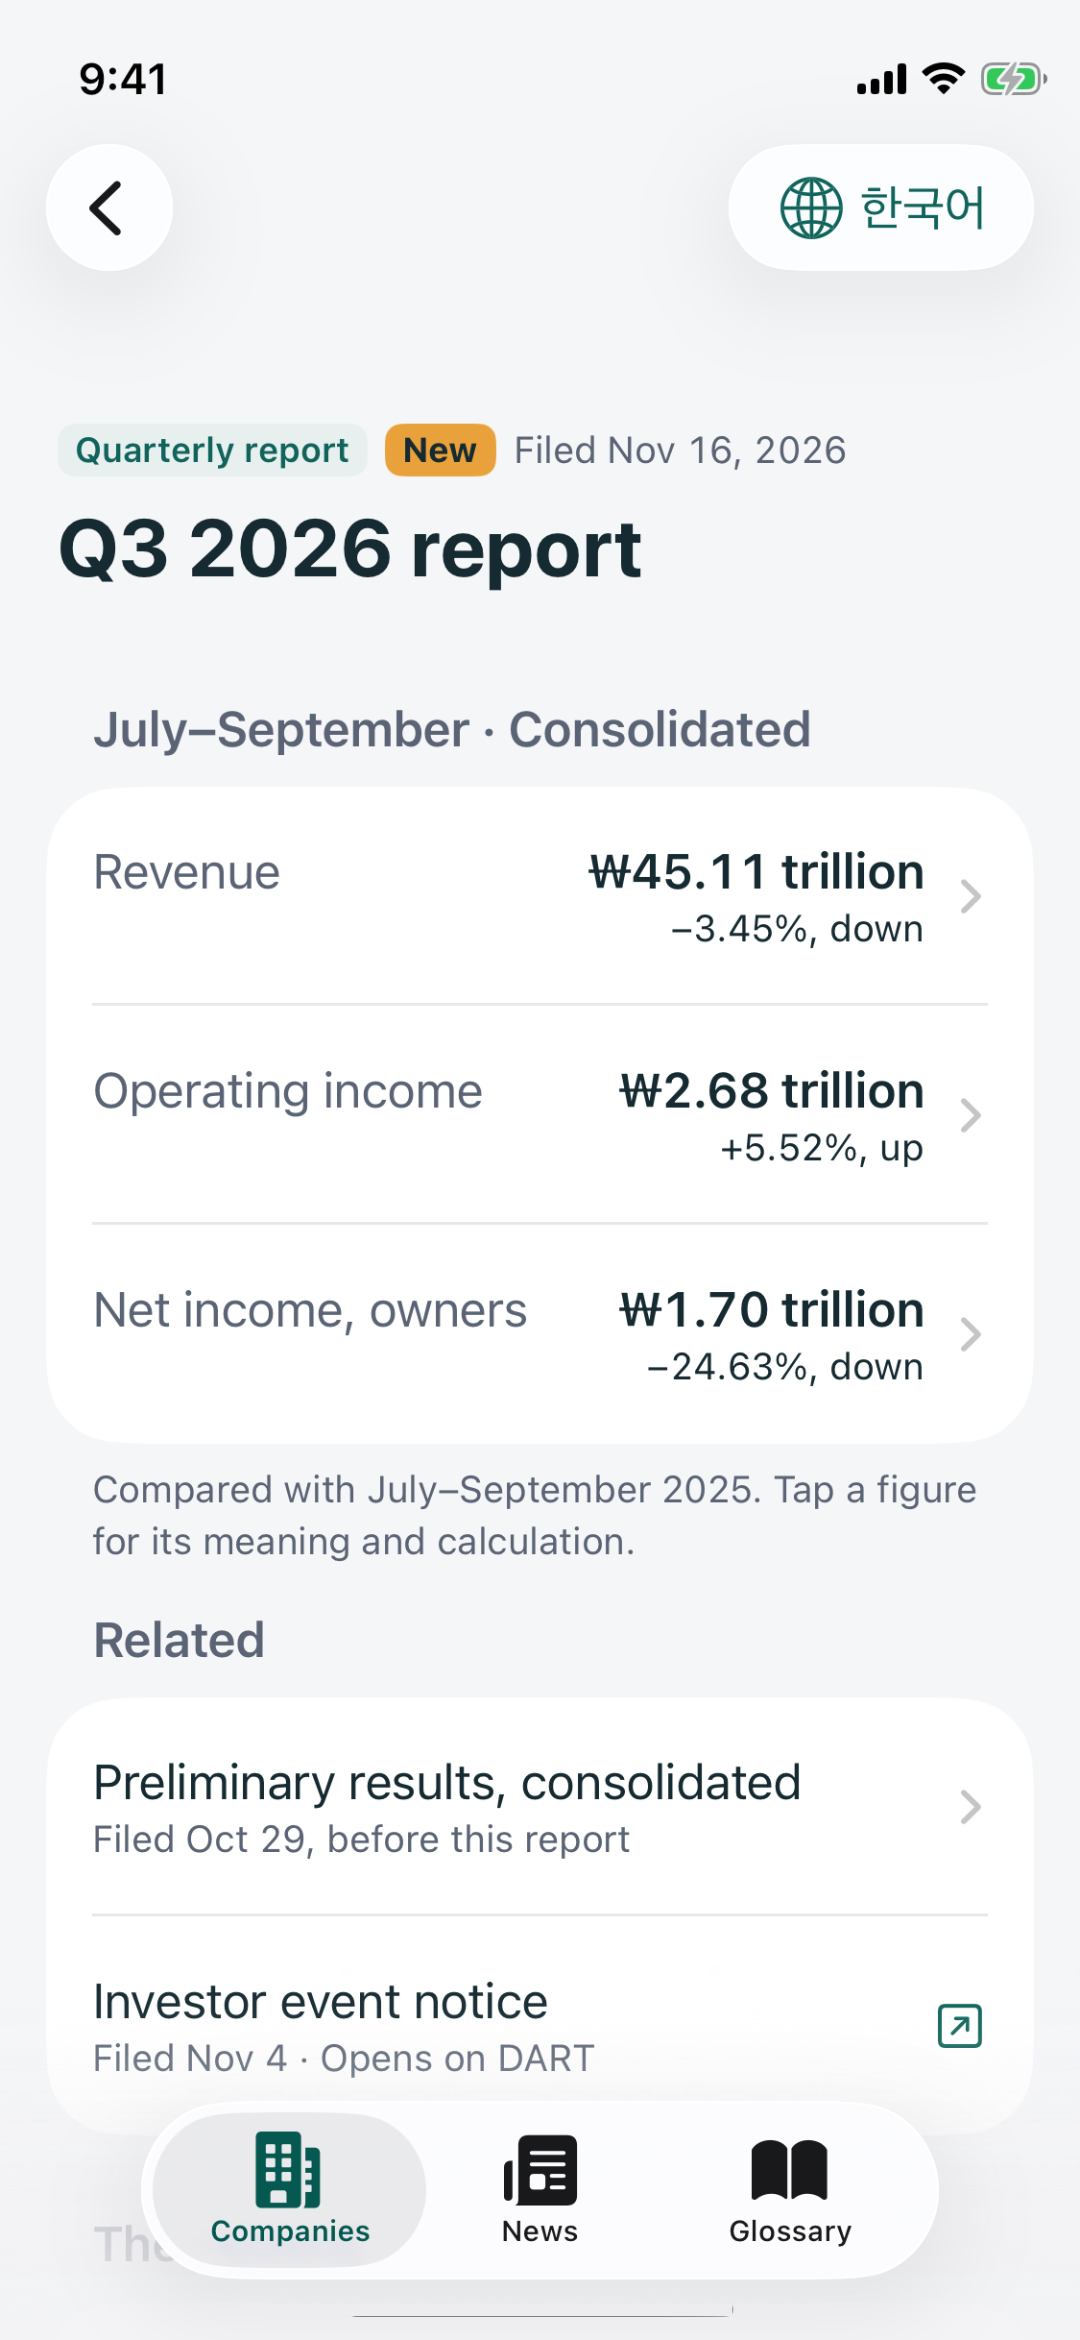 9:41
한국어
Quarterly report New Filed Nov 16, 2026
Q3 2026 report
July–September · Consolidated
Revenue ₩45.11 trillion
−3.45%, down
Operating income ₩2.68 trillion
+5.52%, up
Net income, owners ₩1.70 trillion
−24.63%, down
Compared with July–September 2025. Tap a figure
for its meaning and calculation.
Related
Preliminary results, consolidated
Filed Oct 29, before this report
Investor event notice
Filed Nov 4 · Opens on DART
Companies News Glossary